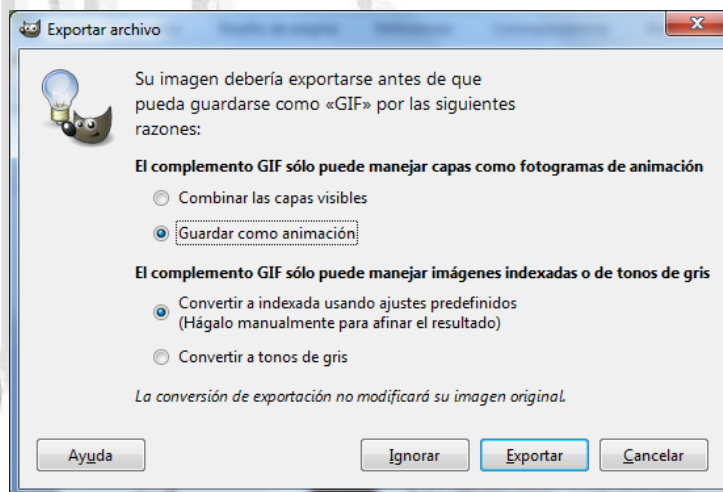 Exportar archivo
Su imagen debería exportarse antes de que
pueda guardarse como «GIF» por las siguientes
razones:
El complemento GIF sólo puede manejar capas como fotogramas de animación
Combinar las capas visibles
Guardar como animación
El complemento GIF sólo puede manejar imágenes indexadas o de tonos de gris
Convertir a indexada usando ajustes predefinidos
(Hágalo manualmente para afinar el resultado)
Convertir a tonos de gris
La conversión de exportación no modificará su imagen original.
Ayuda Ignorar Exportar Cancelar